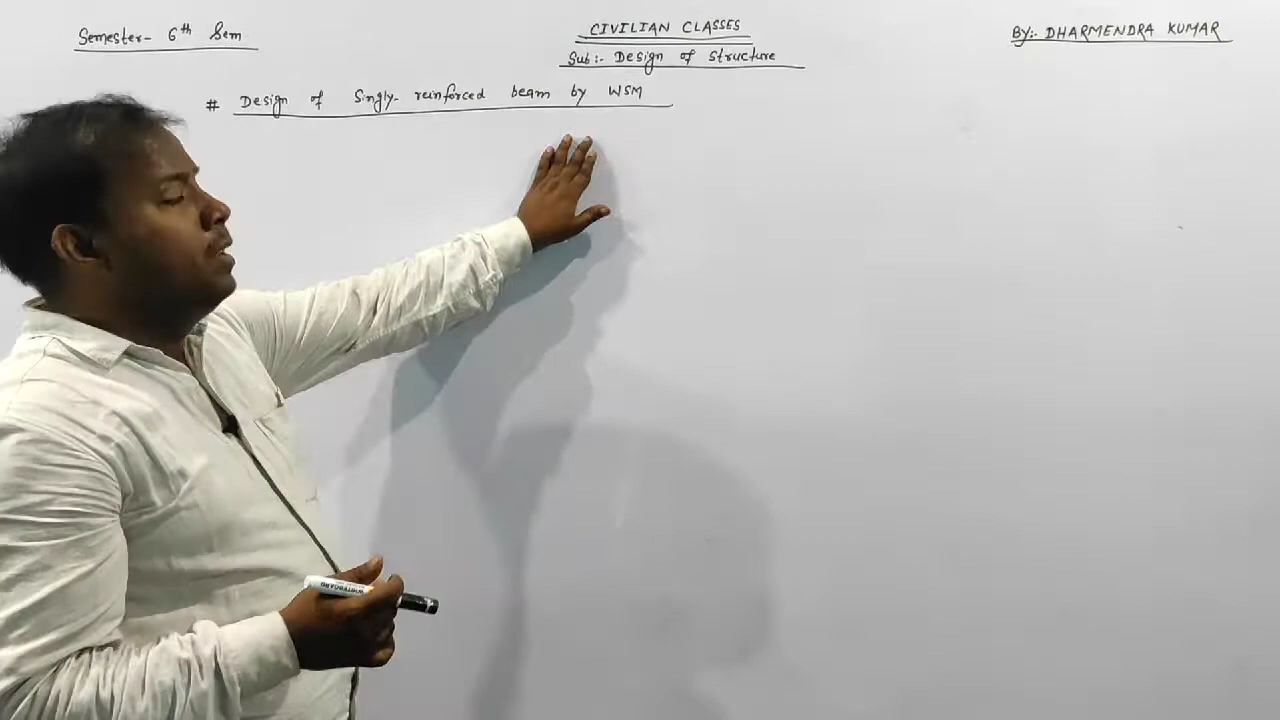 Semester- 6th Sem
CIVILIAN CLASSES
By:- DHARMENDRA KUMAR
Sub:- Design of structure
# Design of Singly- reinforced beam by WSM
WHITEBOARD